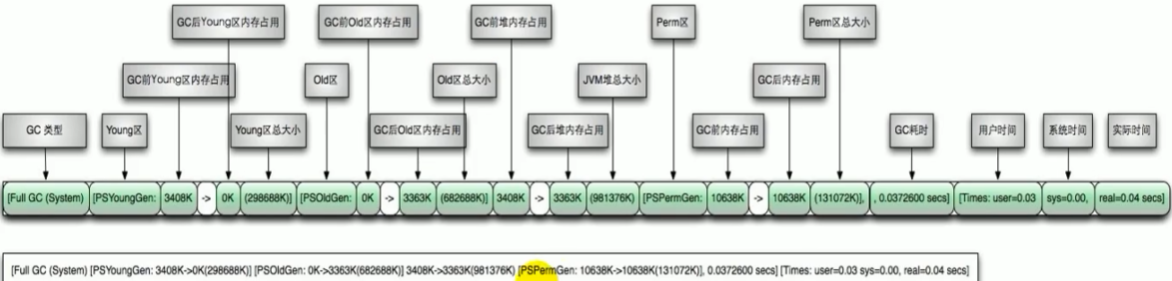 GC后Young区内存占用 GC前Old区内存占用 GC前堆内存占用 Perm区 Perm区总大小
GC前Young区内存占用 Old区 Old区总大小 JVM堆总大小 GC后内存占用
GC 类型 Young区 Young区总大小 GC后Old区内存占用 GC后堆内存占用 GC前内存占用 GC耗时 用户时间 系统时间 实际时间
[Full GC (System) [PSYoungGen: 3408K -> 0K (298688K)] [PSOldGen: 0K -> 3363K (682688K)] 3408K -> 3363K (981376K) [PSPermGen: 10638K -> 10638K (131072K)], , 0.0372600 secs] [Times: user=0.03 sys=0.00, real=0.04 secs]
[Full GC (System) [PSYoungGen: 3408K->0K(298688K)] [PSOldGen: 0K->3363K(682688K)] 3408K->3363K(981376K) [PSPermGen: 10638K->10638K(131072K)], 0.0372600 secs] [Times: user=0.03 sys=0.00, real=0.04 secs]